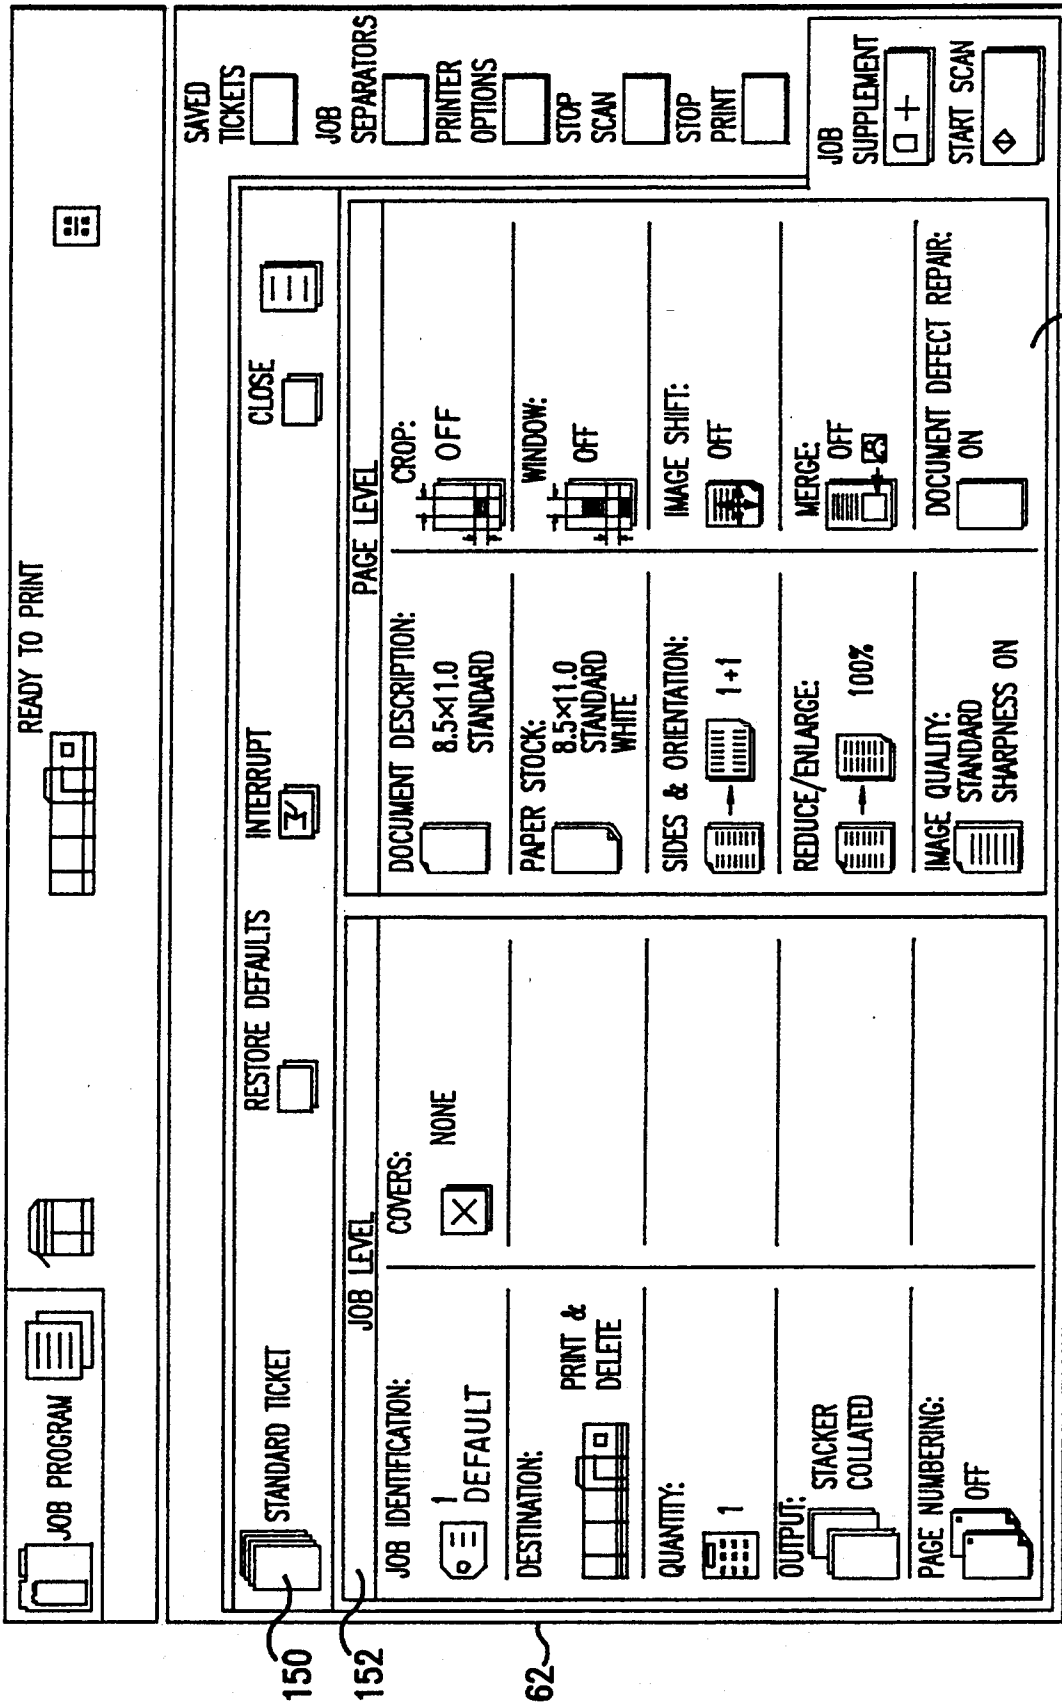 JOB PROGRAM
READY TO PRINT
SAVED
TICKETS
JOB
SEPARATORS
PRINTER
OPTIONS
STOP
SCAN
STOP
PRINT
JOB
SUPPLEMENT
START SCAN
150
STANDARD TICKET
RESTORE DEFAULTS
INTERRUPT
CLOSE
152
62
JOB LEVEL
JOB IDENTIFICATION:
1
DEFAULT
DESTINATION:
PRINT &
DELETE
QUANTITY:
1
OUTPUT:
STACKER
COLLATED
PAGE NUMBERING:
OFF
COVERS:
NONE
PAGE LEVEL
DOCUMENT DESCRIPTION:
8.5×11.0
STANDARD
PAPER STOCK:
8.5×11.0
STANDARD
WHITE
SIDES & ORIENTATION:
1+1
REDUCE/ENLARGE:
100%
IMAGE QUALITY:
STANDARD
SHARPNESS ON
CROP:
OFF
WINDOW:
OFF
IMAGE SHIFT:
OFF
MERGE:
OFF
DOCUMENT DEFECT REPAIR:
ON